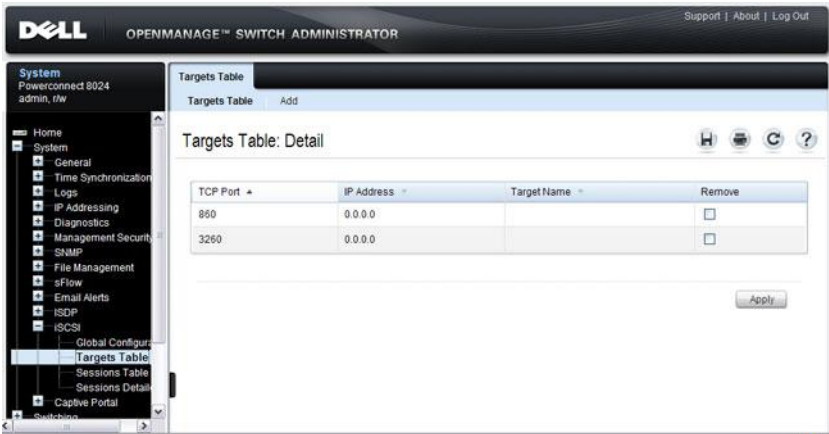 Support | About | Log Out
DELL OPENMANAGE™ SWITCH ADMINISTRATOR
System
Powerconnect 8024
admin, r/w
Home
System
General
Time Synchronization
Logs
IP Addressing
Diagnostics
Management Security
SNMP
File Management
sFlow
Email Alerts
ISDP
iSCSI
Global Configura
Targets Table
Sessions Table
Sessions Detail
Captive Portal
Switching
Targets Table
Targets Table Add
Targets Table: Detail
TCP Port IP Address Target Name Remove
860 0.0.0.0
3260 0.0.0.0
Apply